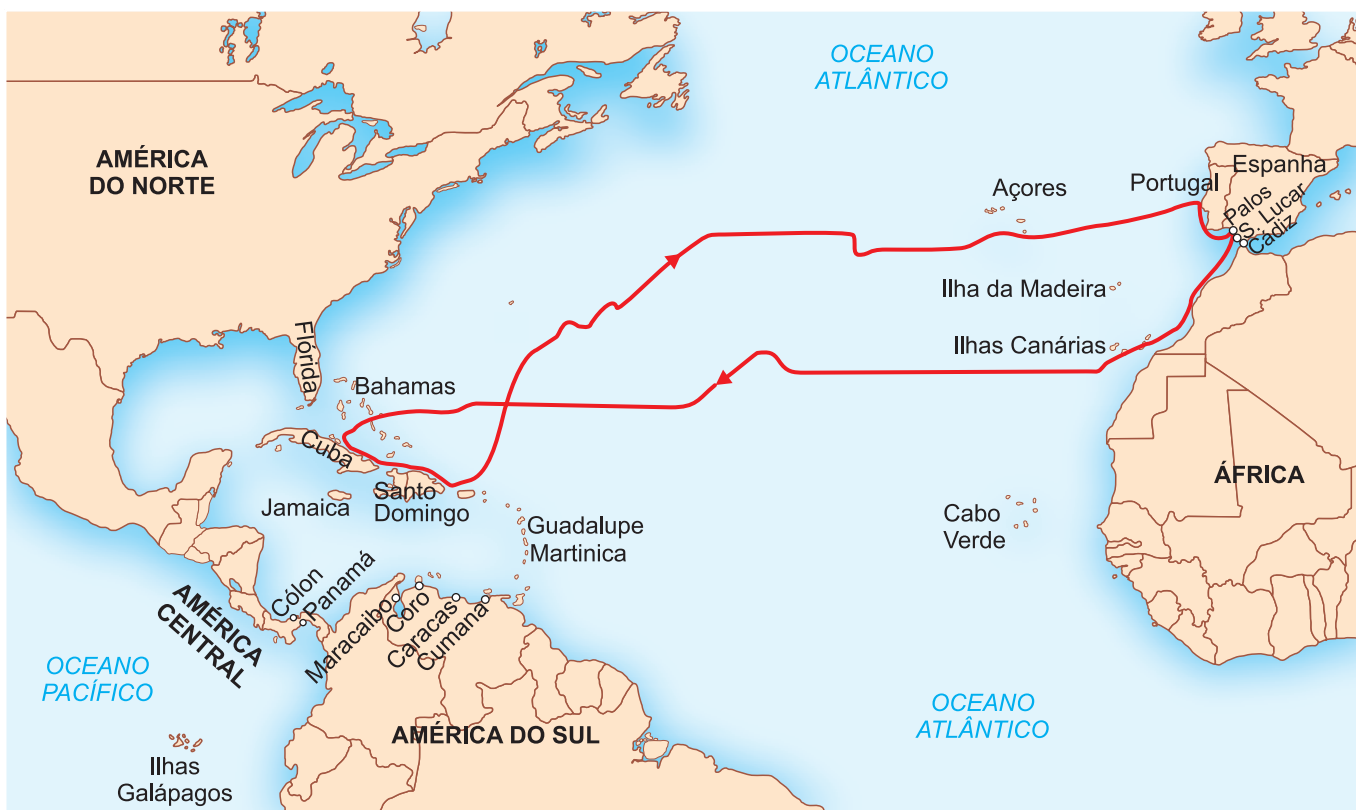 OCEANO
ATLÂNTICO
AMÉRICA
DO NORTE
Espanha
Portugal
Açores
Palos
S. Lucar
Cádiz
Ilha da Madeira
Ilhas Canárias
Flórida
Bahamas
Cuba
ÁFRICA
Jamaica
Santo
Domingo
Guadalupe
Martinica
Cabo
Verde
Cólon
Panamá
Maracaibo
Coro
Caracas
Cumana
AMÉRICA
CENTRAL
OCEANO
PACÍFICO
OCEANO
ATLÂNTICO
AMÉRICA DO SUL
Ilhas
Galápagos